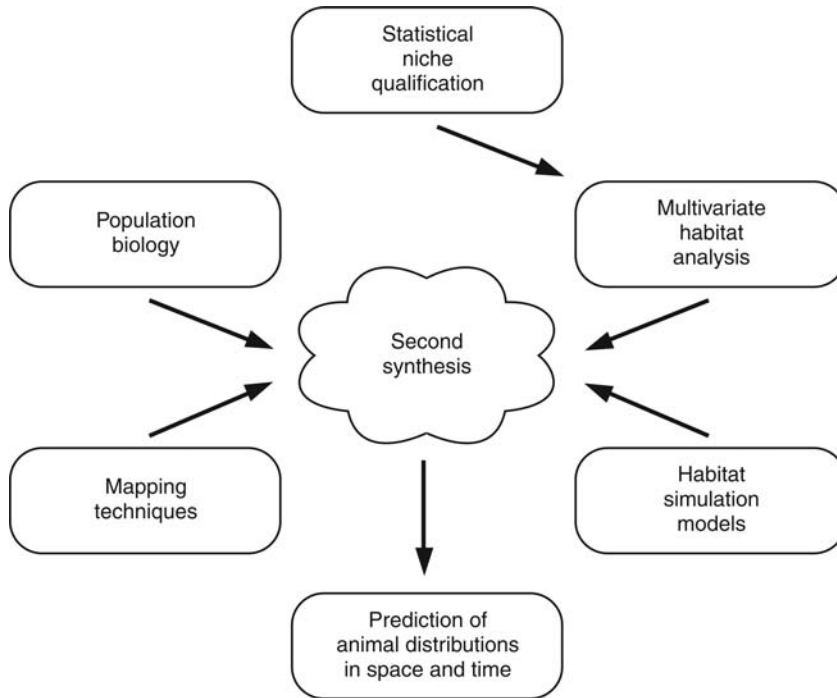 Statistical
niche
qualification
Population
biology
Multivariate
habitat
analysis
Second
synthesis
Mapping
techniques
Habitat
simulation
models
Prediction of
animal distributions
in space and time